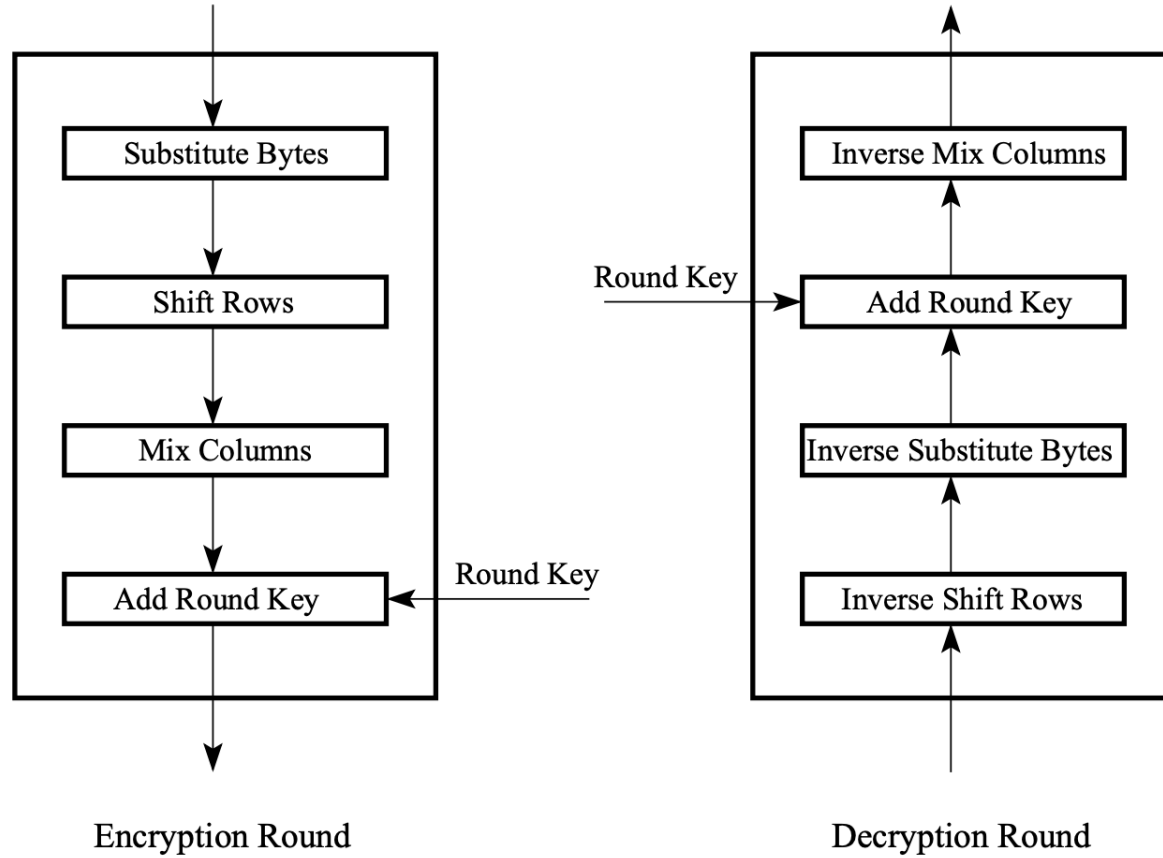 Substitute Bytes
Shift Rows
Mix Columns
Add Round Key
Round Key
Encryption Round
Inverse Mix Columns
Round Key
Add Round Key
Inverse Substitute Bytes
Inverse Shift Rows
Decryption Round